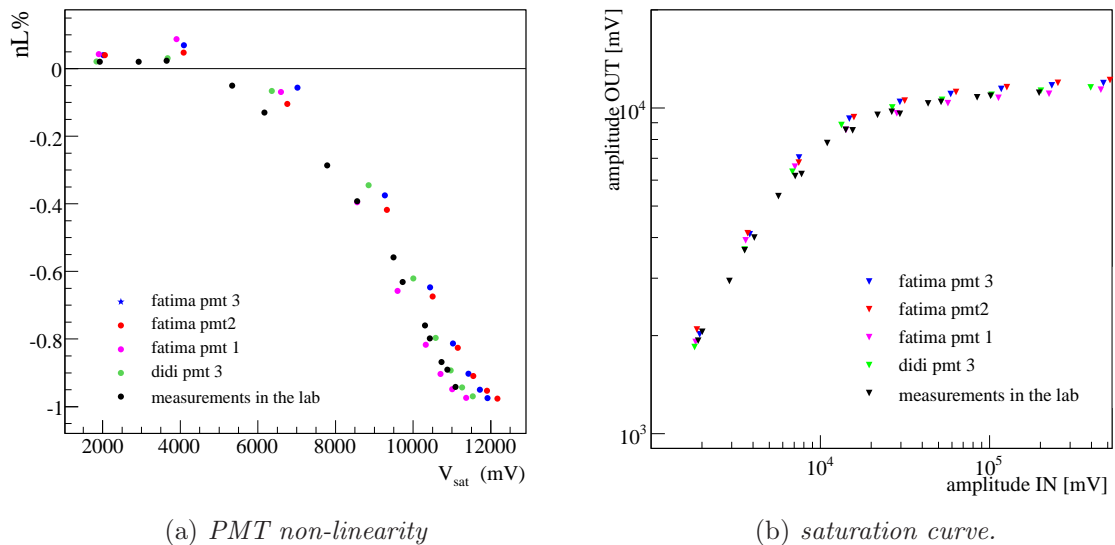 nL%
0
-0.2
-0.4
-0.6
-0.8
-1
fatima pmt 3
fatima pmt2
fatima pmt 1
didi pmt 3
measurements in the lab
2000 4000 6000 8000 10000 12000
Vsat (mV)
(a) PMT non-linearity
amplitude OUT [mV]
10^4
10^3
fatima pmt 3
fatima pmt2
fatima pmt 1
didi pmt 3
measurements in the lab
10^4 10^5
amplitude IN [mV]
(b) saturation curve.